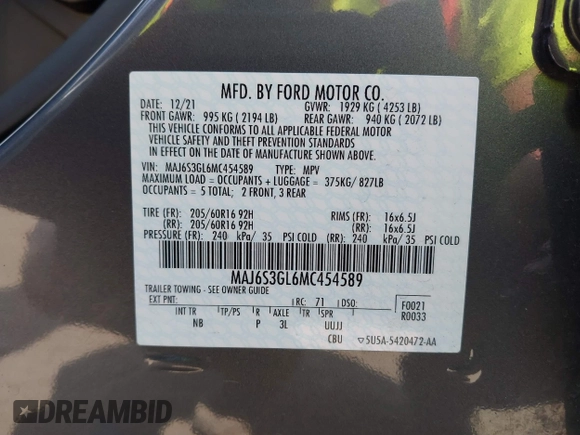 MFD. BY FORD MOTOR CO.
DATE: 12/21 GVWR: 1929 KG ( 4253 LB)
FRONT GAWR: 995 KG ( 2194 LB) REAR GAWR: 940 KG ( 2072 LB)
THIS VEHICLE CONFORMS TO ALL APPLICABLE FEDERAL MOTOR
VEHICLE SAFETY AND THEFT PREVENTION STANDARDS
IN EFFECT ON THE DATE OF MANUFACTURE SHOWN ABOVE.
VIN: MAJ6S3GL6MC454589 TYPE: MPV
MAXIMUM LOAD = OCCUPANTS + LUGGAGE = 375KG/ 827LB
OCCUPANTS = 5 TOTAL; 2 FRONT, 3 REAR
TIRE (FR): 205/60R16 92H RIMS (FR): 16x6.5J
(RR): 205/60R16 92H (RR): 16x6.5J
PRESSURE (FR): 240 kPa/ 35 PSI COLD (RR): 240 kPa/ 35 PSI COLD
MAJ6S3GL6MC454589
TRAILER TOWING - SEE OWNER GUIDE
EXT PNT: RC: 71 DSO: F0021
R0033
INT TR TP/PS R AXLE TR SPR
NB P 3L UUJJ
CBU ▽5U5A-5420472-AA
DREAMBID